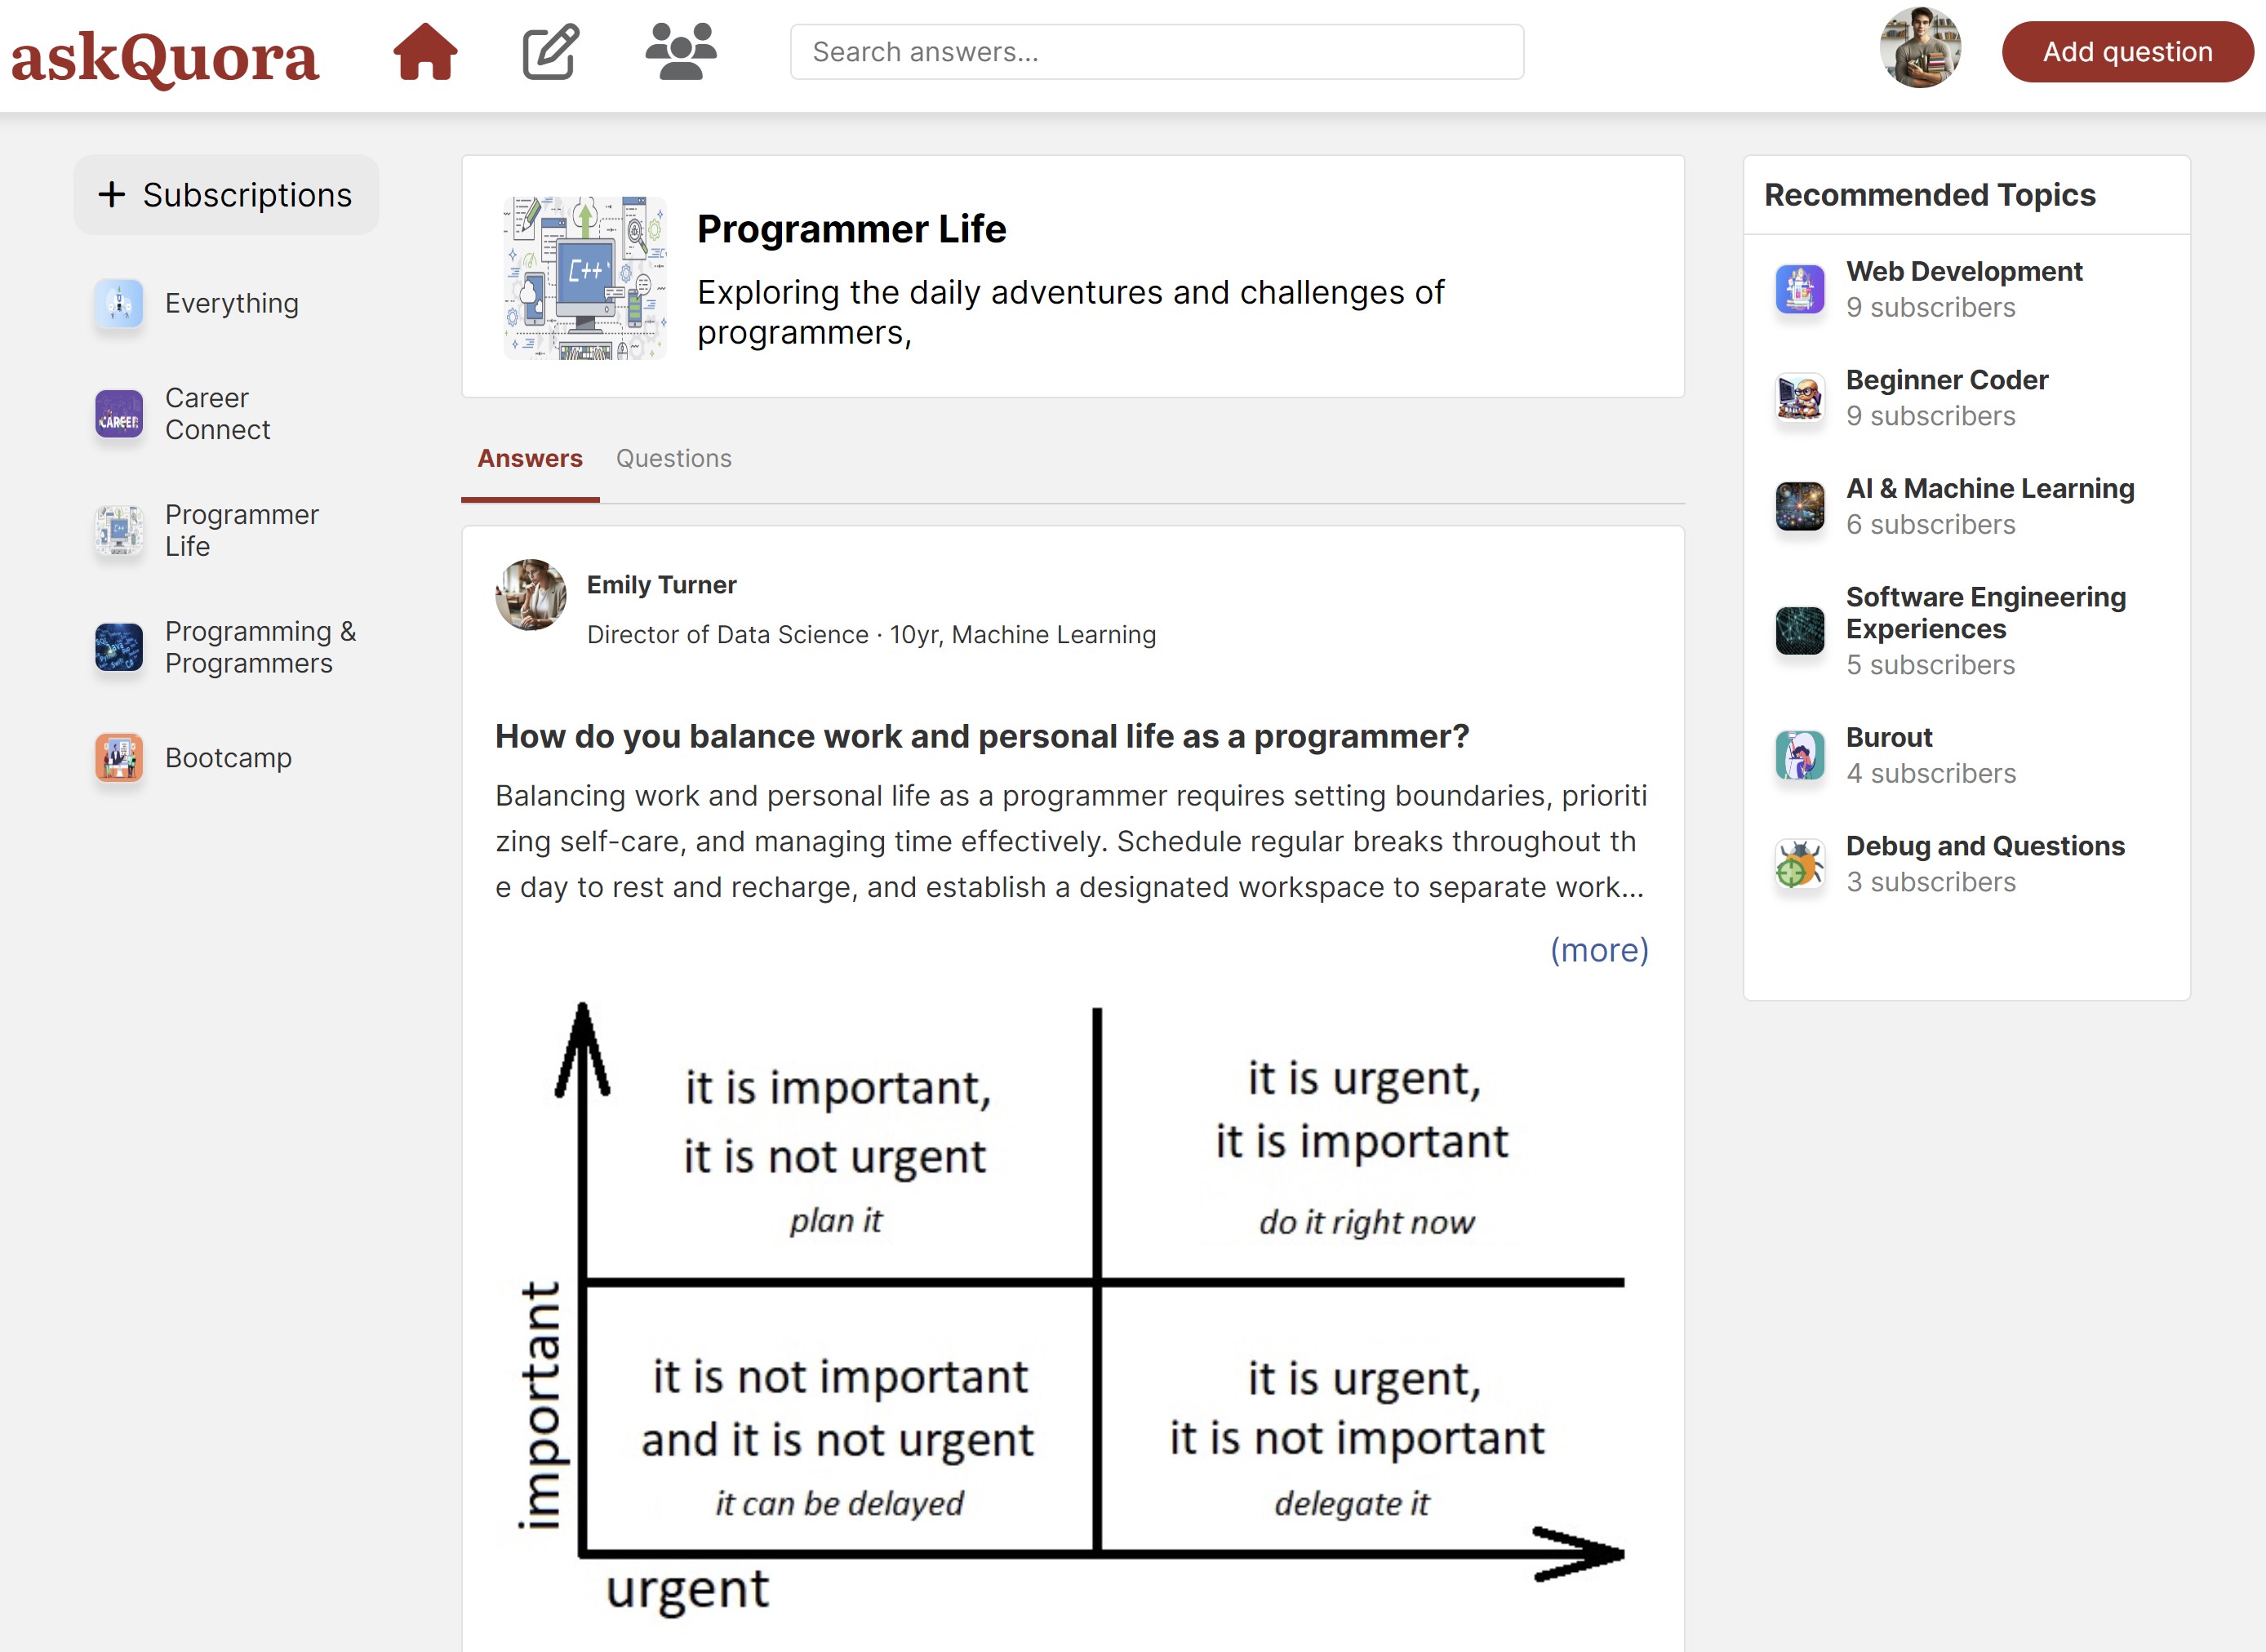 askQuora
Search answers...
Add question
+ Subscriptions
Everything
Career
Connect
Programmer
Life
Programming &
Programmers
Bootcamp
C++
Programmer Life
Exploring the daily adventures and challenges of
programmers,
Answers
Questions
Emily Turner
Director of Data Science · 10yr, Machine Learning
How do you balance work and personal life as a programmer?
Balancing work and personal life as a programmer requires setting boundaries, prioriti
zing self-care, and managing time effectively. Schedule regular breaks throughout th
e day to rest and recharge, and establish a designated workspace to separate work...
(more)
it is important,
it is not urgent
plan it
it is urgent,
it is important
do it right now
it is not important
and it is not urgent
it can be delayed
it is urgent,
it is not important
delegate it
important
urgent
Recommended Topics
Web Development
9 subscribers
Beginner Coder
9 subscribers
AI & Machine Learning
6 subscribers
Software Engineering
Experiences
5 subscribers
Burout
4 subscribers
Debug and Questions
3 subscribers